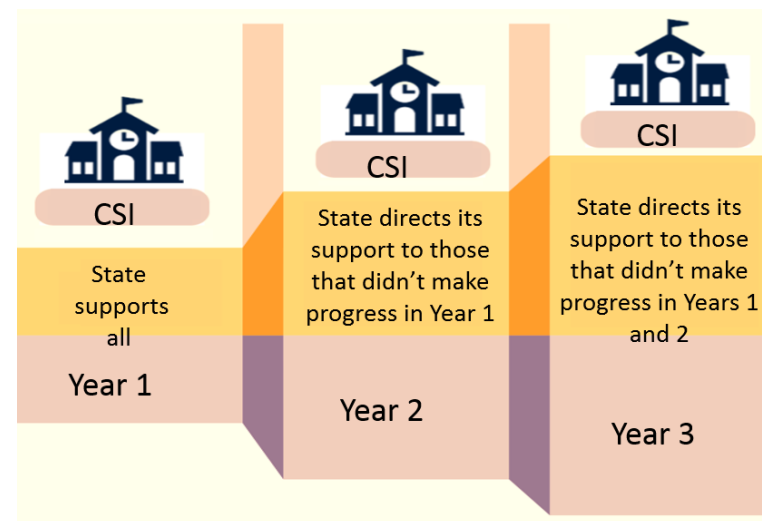 CSI
State
supports
all
Year 1
CSI
State directs its
support to those
that didn’t make
progress in Year 1
Year 2
CSI
State directs its
support to those
that didn’t make
progress in Years 1
and 2
Year 3